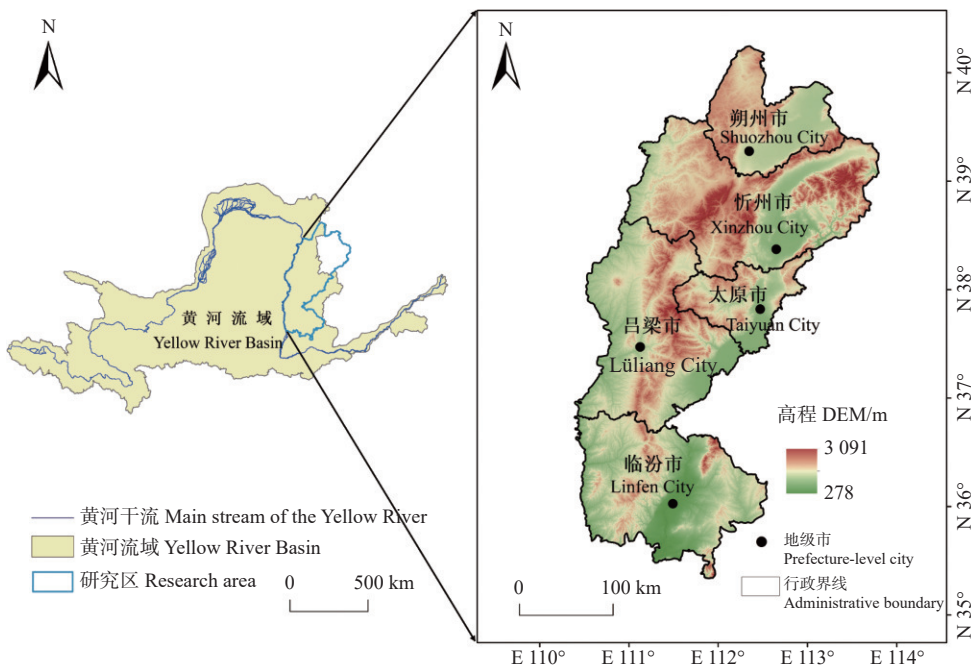 N
黄 河 流 域
Yellow River Basin
黄河干流 Main stream of the Yellow River
黄河流域 Yellow River Basin
研究区 Research area
0 500 km
N
朔州市
Shuozhou City
忻州市
Xinzhou City
太原市
Taiyuan City
吕梁市
Lüliang City
临汾市
Linfen City
高程 DEM/m
3 091
278
地级市
Prefecture-level city
行政界线
Administrative boundary
0 100 km
N 40°
N 39°
N 38°
N 37°
N 36°
N 35°
E 110° E 111° E 112° E 113° E 114°